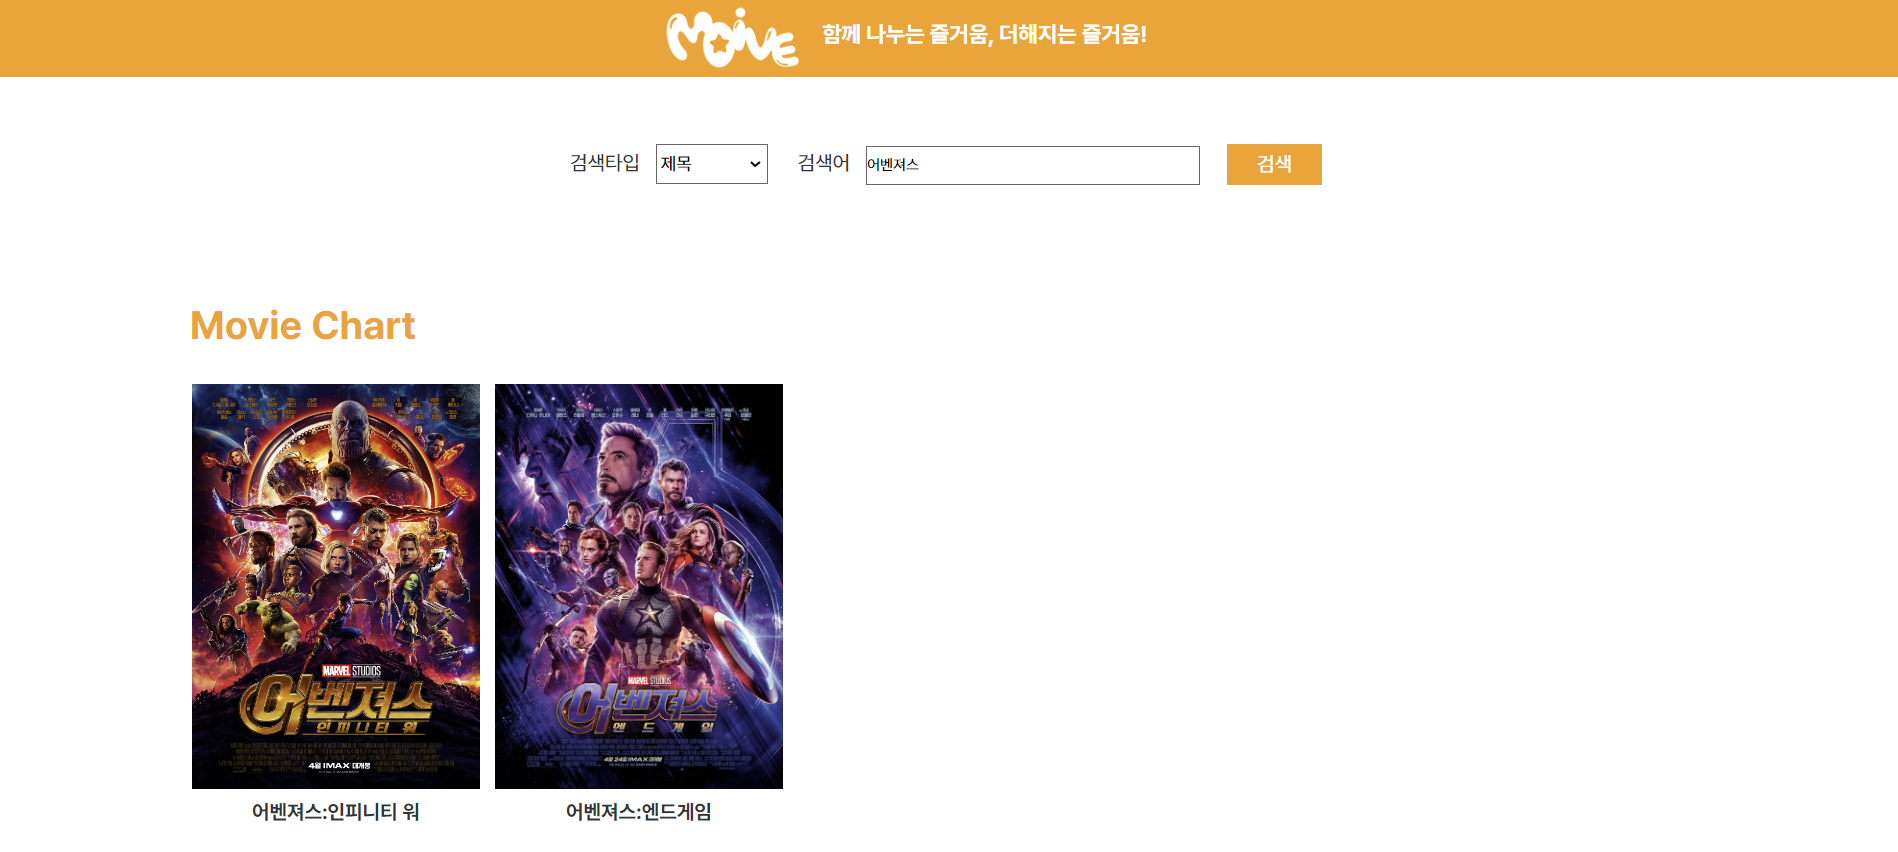 MOiVE 함께 나누는 즐거움, 더해지는 즐거움!
검색타입 제목 검색어 어벤져스 검색
Movie Chart
MARVEL STUDIOS
어벤져스
인피니티 워
4월 IMAX 대개봉
MARVEL STUDIOS
어벤져스
엔드게임
4월 24일 IMAX 대개봉
어벤져스:인피니티 워
어벤져스:엔드게임